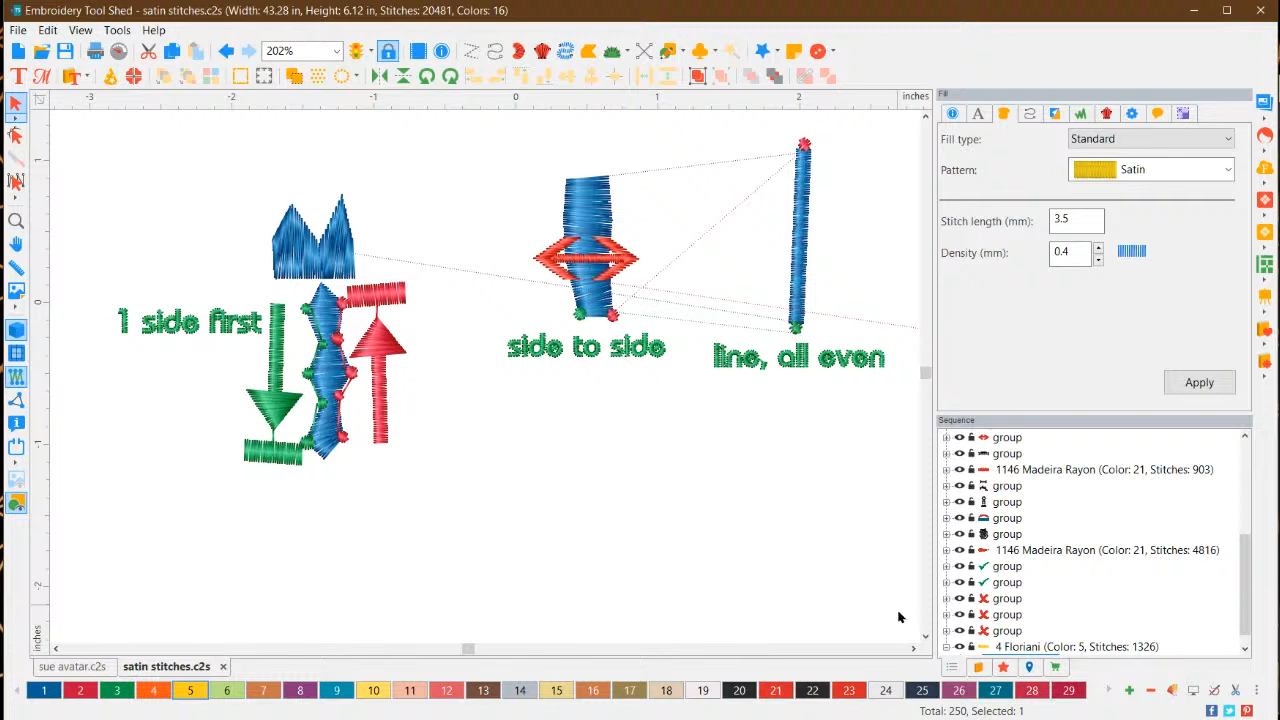 Embroidery Tool Shed - satin stitches.c2s (Width: 43.28 in, Height: 6.12 in, Stitches: 20481, Colors: 16)
File Edit View Tools Help
202%
-3 -2 -1 0 1 2 inches
Fill
Fill type: Standard
Pattern: Satin
Stitch length (mm): 3.5
Density (mm): 0.4
Apply
1
0
-1
-2
inches
1 side first
side to side
line, all even
Sequence
group
group
1146 Madeira Rayon (Color: 21, Stitches: 903)
group
group
group
group
1146 Madeira Rayon (Color: 21, Stitches: 4816)
group
group
group
group
group
4 Floriani (Color: 5, Stitches: 1326)
sue avatar.c2s satin stitches.c2s
1 2 3 4 5 6 7 8 9 10 11 12 13 14 15 16 17 18 19 20 21 22 23 24 25 26 27 28 29
Total: 250, Selected: 1